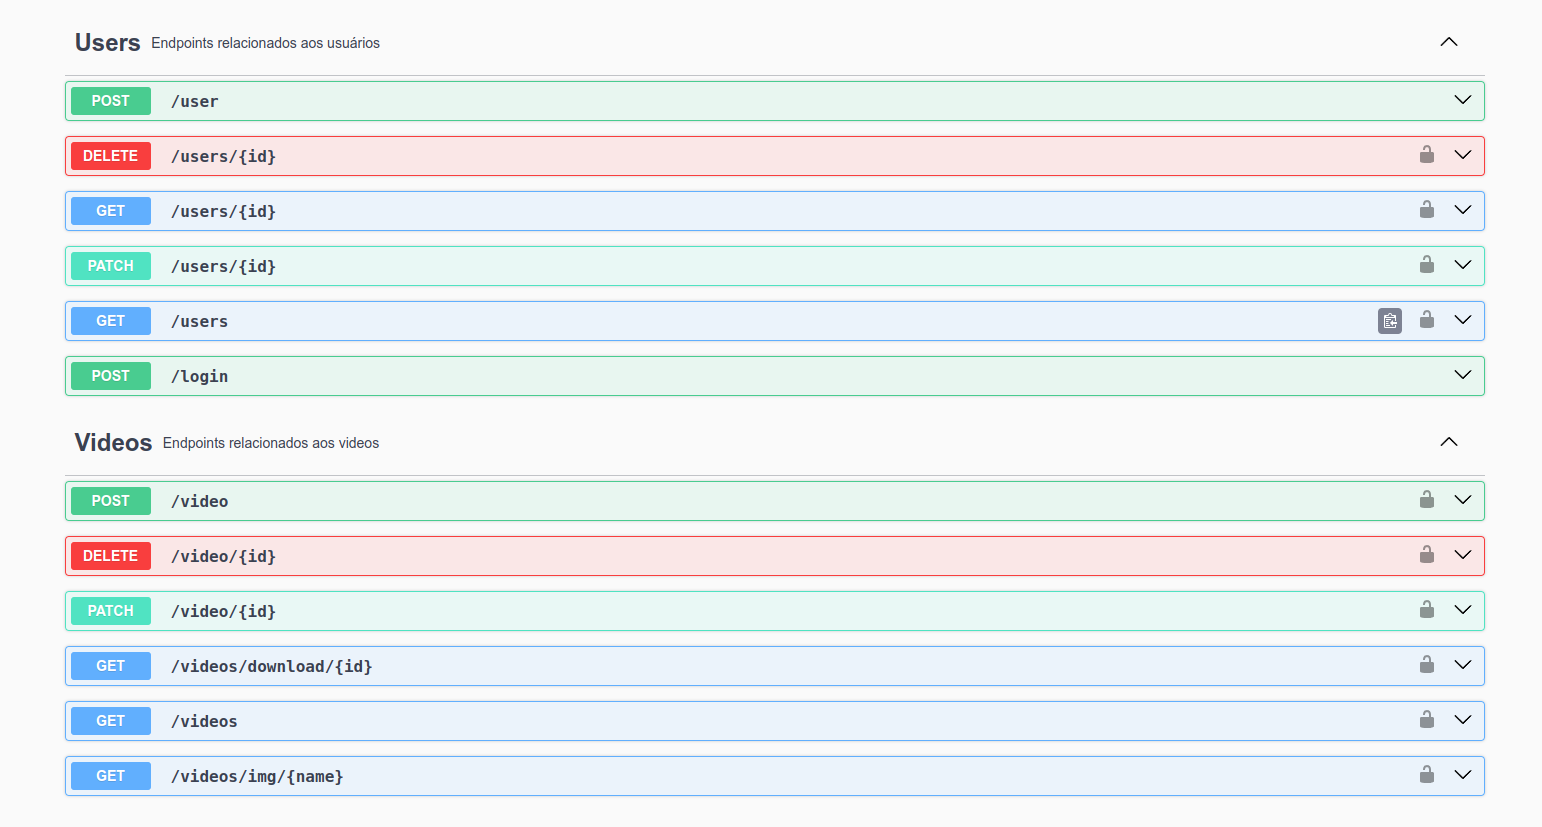 Users Endpoints relacionados aos usuários
POST /user
DELETE /users/{id}
GET /users/{id}
PATCH /users/{id}
GET /users
POST /login
Videos Endpoints relacionados aos videos
POST /video
DELETE /video/{id}
PATCH /video/{id}
GET /videos/download/{id}
GET /videos
GET /videos/img/{name}